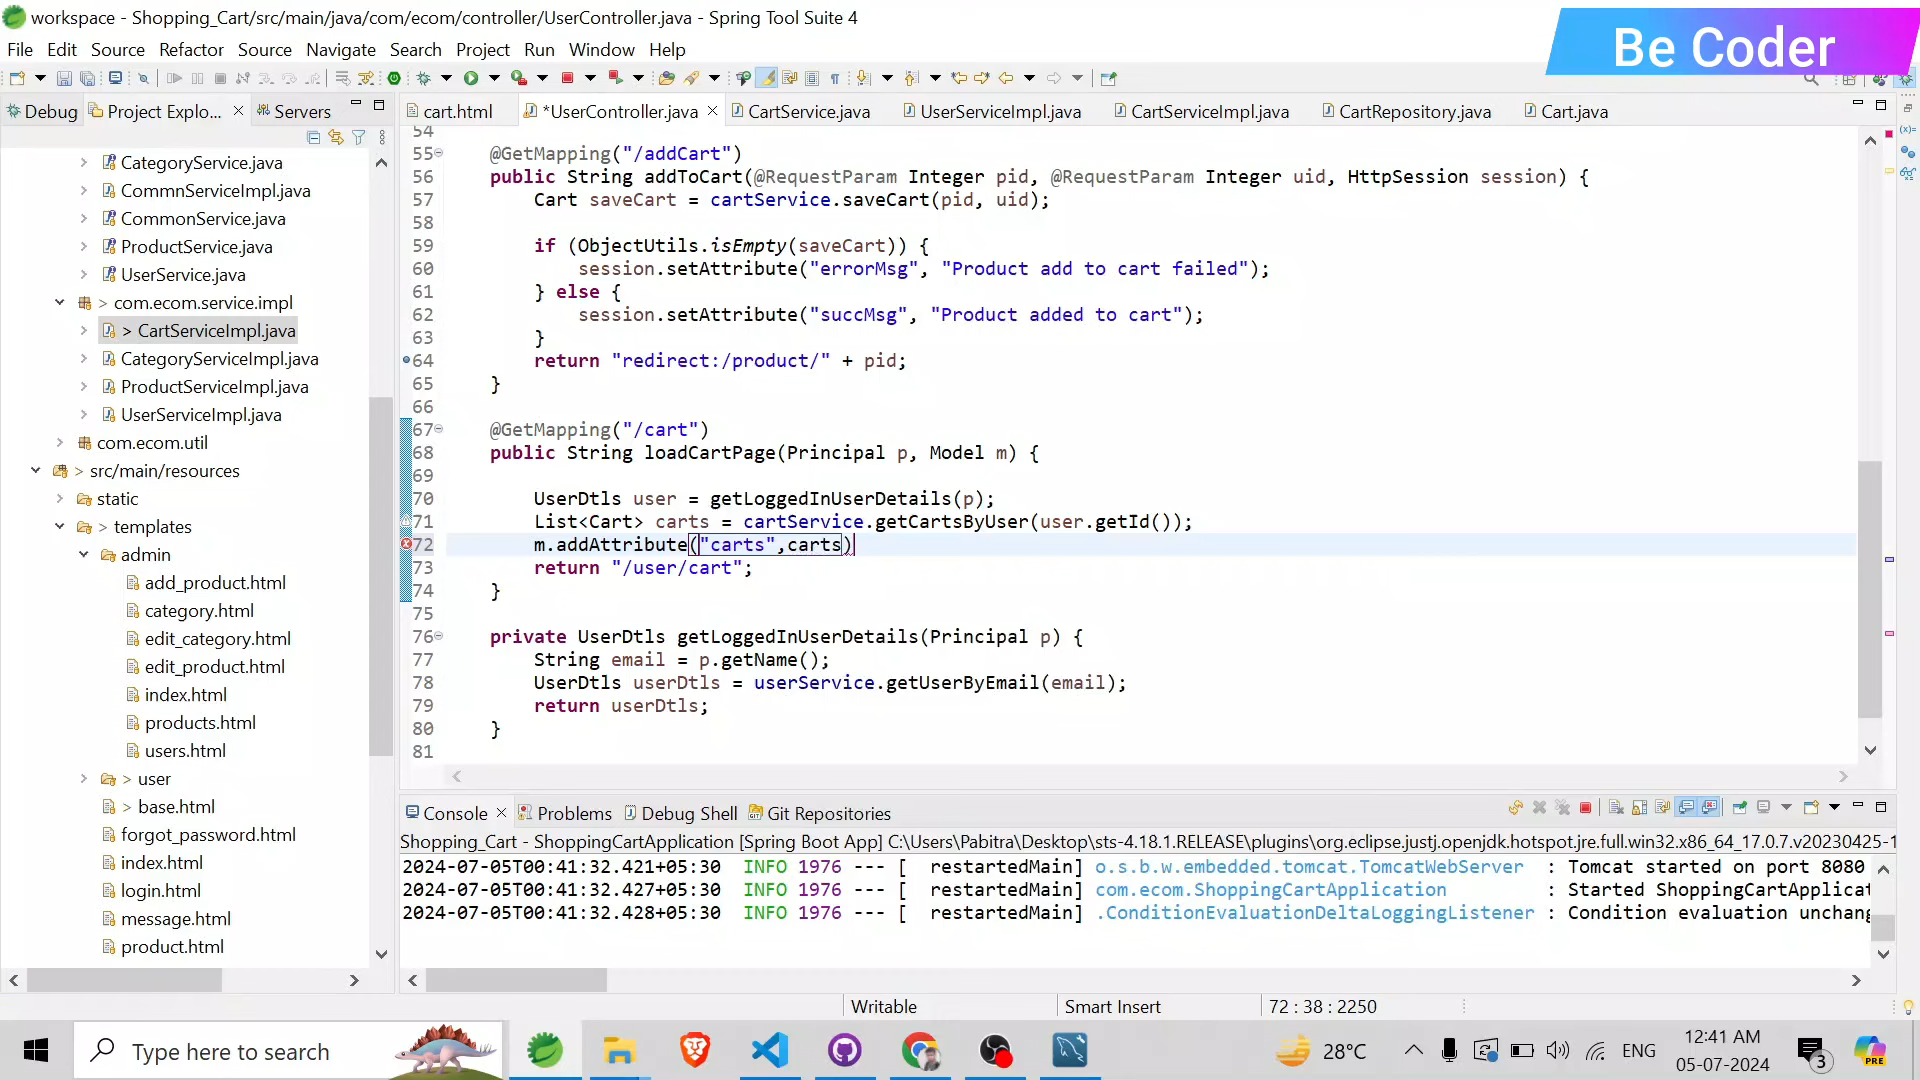 workspace - Shopping_Cart/src/main/java/com/ecom/controller/UserController.java - Spring Tool Suite 4
Be Coder
File Edit Source Refactor Source Navigate Search Project Run Window Help
Debug Project Explo... Servers
cart.html *UserController.java CartService.java UserServiceImpl.java CartServiceImpl.java CartRepository.java Cart.java
CategoryService.java
CommnServiceImpl.java
CommonService.java
ProductService.java
UserService.java
> com.ecom.service.impl
> CartServiceImpl.java
CategoryServiceImpl.java
ProductServiceImpl.java
UserServiceImpl.java
com.ecom.util
> src/main/resources
static
> templates
admin
add_product.html
category.html
edit_category.html
edit_product.html
index.html
products.html
users.html
> user
> base.html
forgot_password.html
index.html
login.html
message.html
product.html
54
55 @GetMapping("/addCart")
56 public String addToCart(@RequestParam Integer pid, @RequestParam Integer uid, HttpSession session) {
57 Cart saveCart = cartService.saveCart(pid, uid);
58
59 if (ObjectUtils.isEmpty(saveCart)) {
60 session.setAttribute("errorMsg", "Product add to cart failed");
61 } else {
62 session.setAttribute("succMsg", "Product added to cart");
63 }
64 return "redirect:/product/" + pid;
65 }
66
67 @GetMapping("/cart")
68 public String loadCartPage(Principal p, Model m) {
69
70 UserDtls user = getLoggedInUserDetails(p);
71 List<Cart> carts = cartService.getCartsByUser(user.getId());
72 m.addAttribute("carts",carts)
73 return "/user/cart";
74 }
75
76 private UserDtls getLoggedInUserDetails(Principal p) {
77 String email = p.getName();
78 UserDtls userDtls = userService.getUserByEmail(email);
79 return userDtls;
80 }
81
Console Problems Debug Shell Git Repositories
Shopping_Cart - ShoppingCartApplication [Spring Boot App] C:\Users\Pabitra\Desktop\sts-4.18.1.RELEASE\plugins\org.eclipse.justj.openjdk.hotspot.jre.full.win32.x86_64_17.0.7.v20230425-1
2024-07-05T00:41:32.421+05:30 INFO 1976 --- [ restartedMain] o.s.b.w.embedded.tomcat.TomcatWebServer : Tomcat started on port 8080
2024-07-05T00:41:32.427+05:30 INFO 1976 --- [ restartedMain] com.ecom.ShoppingCartApplication : Started ShoppingCartApplicat
2024-07-05T00:41:32.428+05:30 INFO 1976 --- [ restartedMain] .ConditionEvaluationDeltaLoggingListener : Condition evaluation unchang
Writable Smart Insert 72 : 38 : 2250
Type here to search
28°C
ENG
12:41 AM
05-07-2024
3
PRE